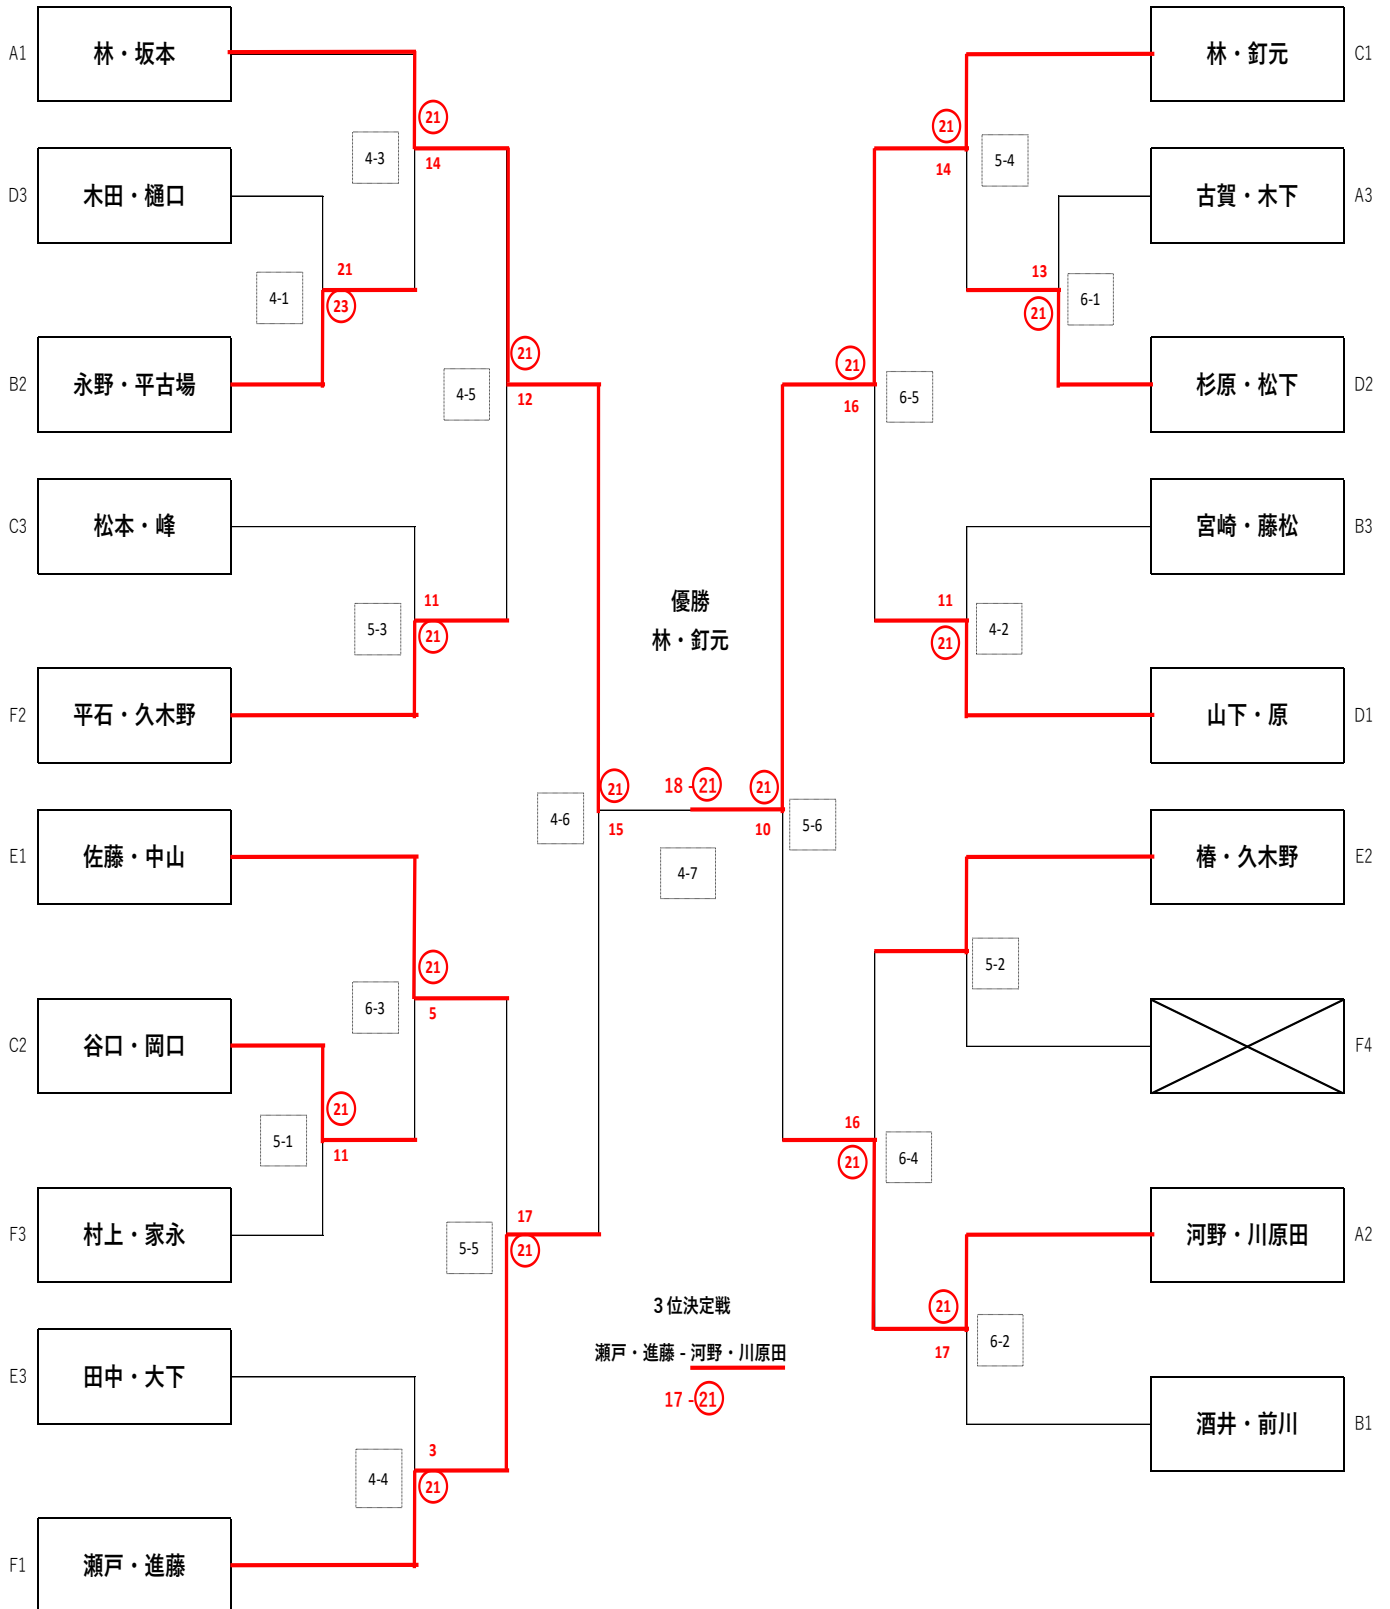 A1
林・坂本
21
4-3
14
D3
木田・樋口
4-1
21
23
B2
永野・平古場
21
4-5
12
C3
松本・峰
5-3
11
21
F2
平石・久木野
4-6
21
15
E1
佐藤・中山
21
6-3
5
C2
谷口・岡口
21
5-1
11
F3
村上・家永
5-5
17
21
E3
田中・大下
4-4
3
21
F1
瀬戸・進藤
優勝
林・釘元
18 - 21
4-7
3位決定戦
瀬戸・進藤 - 河野・川原田
17 - 21
林・釘元
C1
21
5-4
14
古賀・木下
A3
13
6-1
21
杉原・松下
D2
21
6-5
16
宮崎・藤松
B3
11
4-2
21
山下・原
D1
21
5-6
10
椿・久木野
E2
5-2
F4
16
6-4
21
河野・川原田
A2
21
6-2
17
酒井・前川
B1